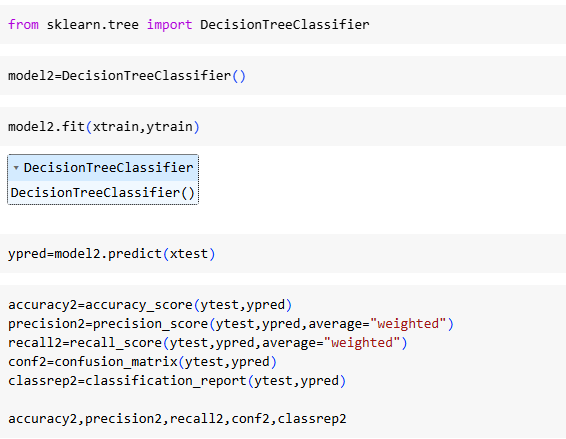 from sklearn.tree import DecisionTreeClassifier
model2=DecisionTreeClassifier()
model2.fit(xtrain,ytrain)
▾ DecisionTreeClassifier
DecisionTreeClassifier()
ypred=model2.predict(xtest)
accuracy2=accuracy_score(ytest,ypred)
precision2=precision_score(ytest,ypred,average="weighted")
recall2=recall_score(ytest,ypred,average="weighted")
conf2=confusion_matrix(ytest,ypred)
classrep2=classification_report(ytest,ypred)
accuracy2,precision2,recall2,conf2,classrep2